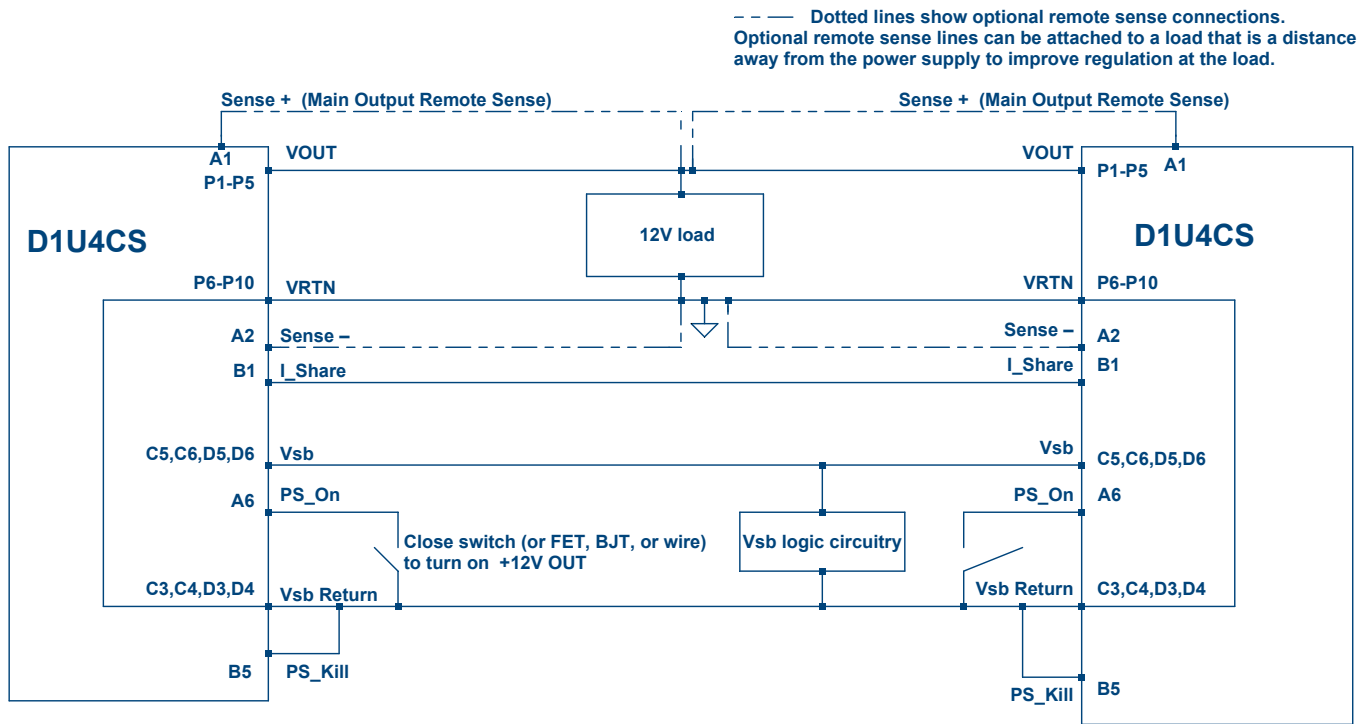 Dotted lines show optional remote sense connections.
Optional remote sense lines can be attached to a load that is a distance
away from the power supply to improve regulation at the load.
Sense + (Main Output Remote Sense)
Sense + (Main Output Remote Sense)
A1
VOUT
VOUT
A1
P1-P5
P1-P5
D1U4CS
12V load
D1U4CS
P6-P10
VRTN
VRTN
P6-P10
A2
Sense –
Sense –
A2
B1
I_Share
I_Share
B1
C5,C6,D5,D6
Vsb
Vsb
C5,C6,D5,D6
A6
PS_On
PS_On
A6
Close switch (or FET, BJT, or wire)
to turn on +12V OUT
Vsb logic circuitry
C3,C4,D3,D4
Vsb Return
Vsb Return
C3,C4,D3,D4
B5
PS_Kill
PS_Kill
B5